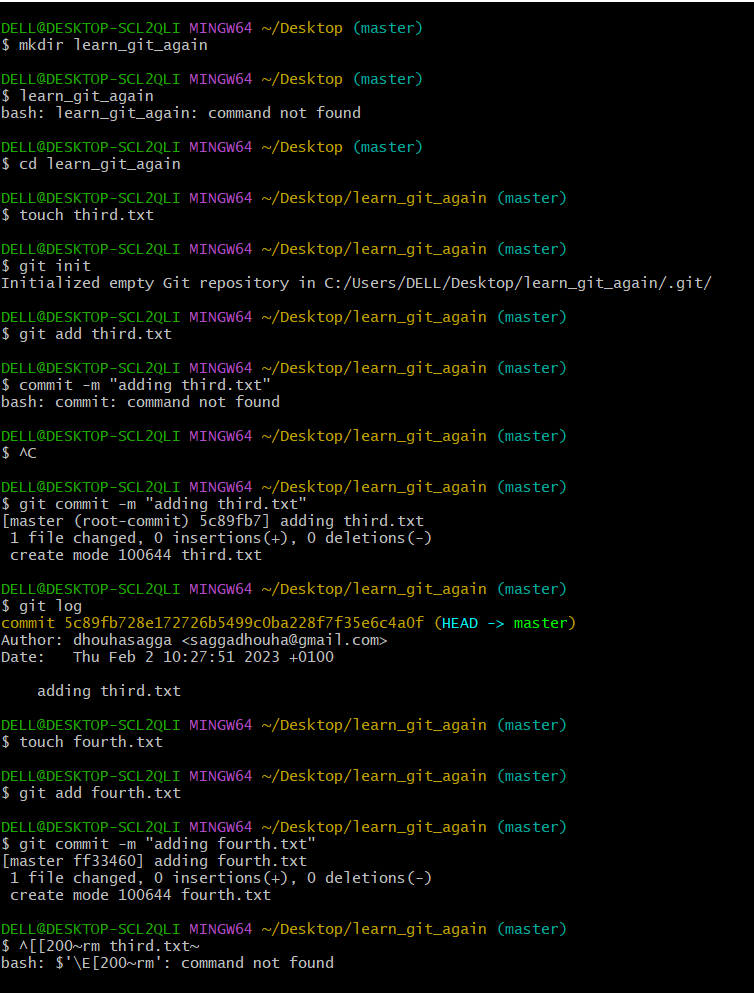 DELL@DESKTOP-SCL2QLI MINGW64 ~/Desktop (master)
$ mkdir learn_git_again

DELL@DESKTOP-SCL2QLI MINGW64 ~/Desktop (master)
$ learn_git_again
bash: learn_git_again: command not found

DELL@DESKTOP-SCL2QLI MINGW64 ~/Desktop (master)
$ cd learn_git_again

DELL@DESKTOP-SCL2QLI MINGW64 ~/Desktop/learn_git_again (master)
$ touch third.txt

DELL@DESKTOP-SCL2QLI MINGW64 ~/Desktop/learn_git_again (master)
$ git init
Initialized empty Git repository in C:/Users/DELL/Desktop/learn_git_again/.git/

DELL@DESKTOP-SCL2QLI MINGW64 ~/Desktop/learn_git_again (master)
$ git add third.txt

DELL@DESKTOP-SCL2QLI MINGW64 ~/Desktop/learn_git_again (master)
$ commit -m "adding third.txt"
bash: commit: command not found

DELL@DESKTOP-SCL2QLI MINGW64 ~/Desktop/learn_git_again (master)
$ ^C

DELL@DESKTOP-SCL2QLI MINGW64 ~/Desktop/learn_git_again (master)
$ git commit -m "adding third.txt"
[master (root-commit) 5c89fb7] adding third.txt
 1 file changed, 0 insertions(+), 0 deletions(-)
 create mode 100644 third.txt

DELL@DESKTOP-SCL2QLI MINGW64 ~/Desktop/learn_git_again (master)
$ git log
commit 5c89fb728e172726b5499c0ba228f7f35e6c4a0f (HEAD -> master)
Author: dhouhasagga <saggadhouha@gmail.com>
Date:   Thu Feb 2 10:27:51 2023 +0100

    adding third.txt

DELL@DESKTOP-SCL2QLI MINGW64 ~/Desktop/learn_git_again (master)
$ touch fourth.txt

DELL@DESKTOP-SCL2QLI MINGW64 ~/Desktop/learn_git_again (master)
$ git add fourth.txt

DELL@DESKTOP-SCL2QLI MINGW64 ~/Desktop/learn_git_again (master)
$ git commit -m "adding fourth.txt"
[master ff33460] adding fourth.txt
 1 file changed, 0 insertions(+), 0 deletions(-)
 create mode 100644 fourth.txt

DELL@DESKTOP-SCL2QLI MINGW64 ~/Desktop/learn_git_again (master)
$ ^[[200~rm third.txt~
bash: $'\E[200~rm': command not found